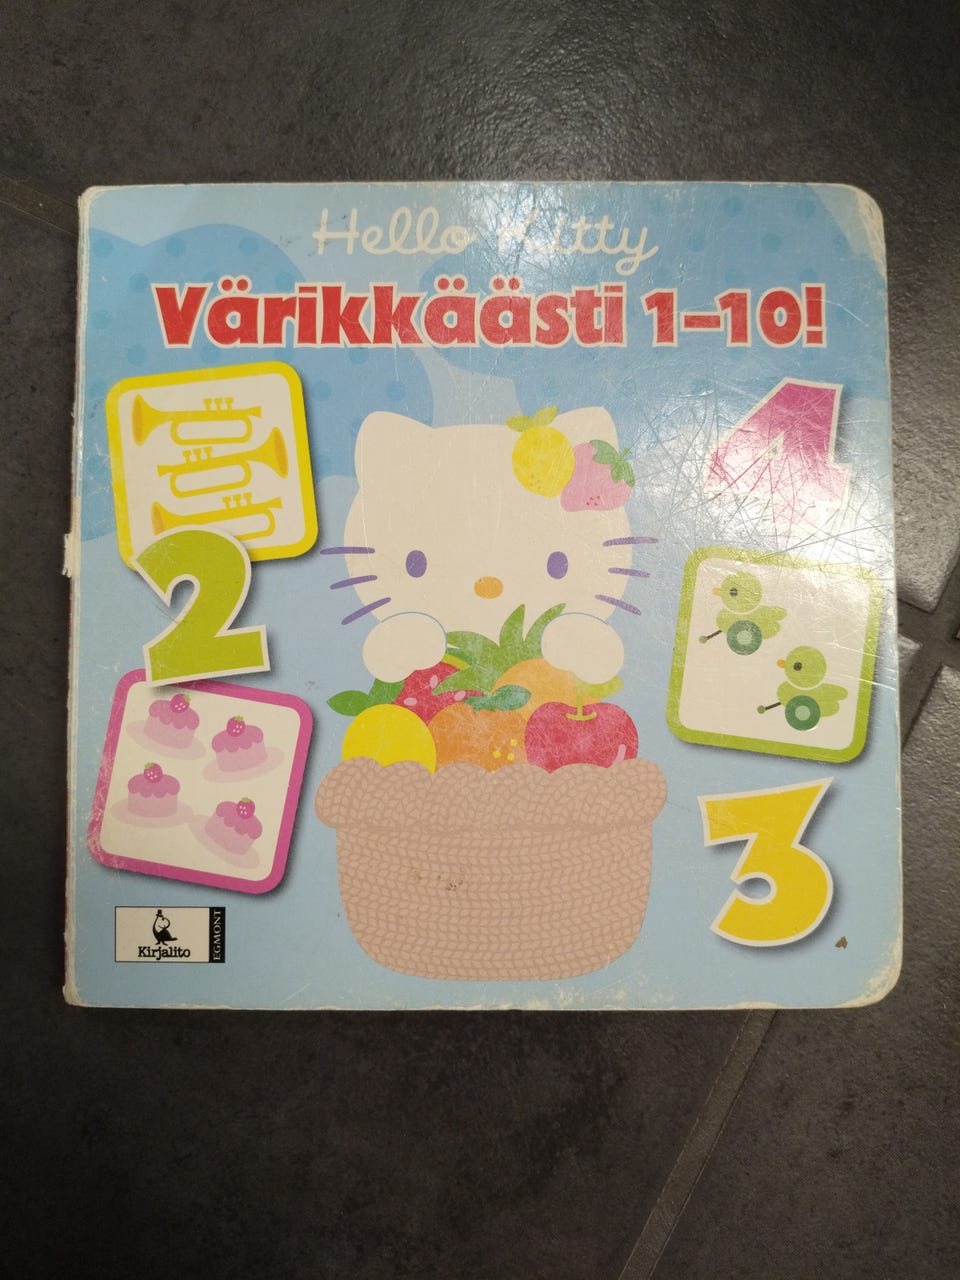 Hello Kitty
Värikkäästi 1-10!
4
2
3
Kirjalito
EGMONT